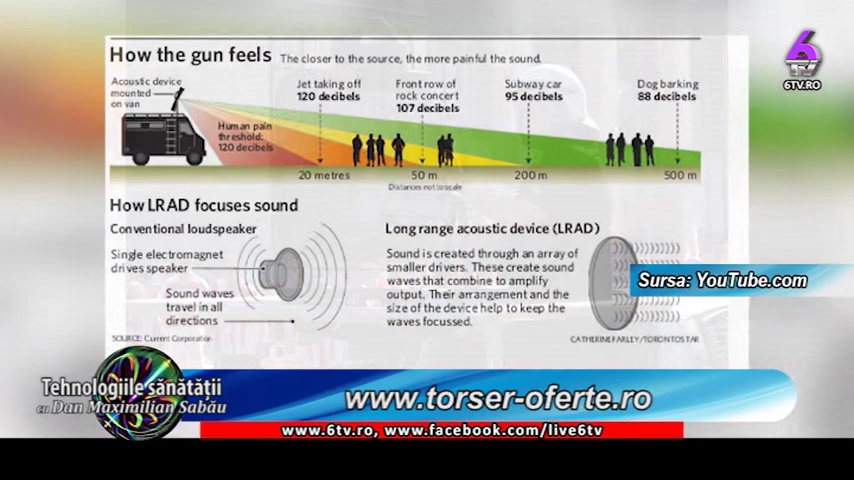 How the gun feels The closer to the source, the more painful the sound.
6
TV
6TV.RO
Acoustic device
mounted
on van
Jet taking off
120 decibels
Front row of
rock concert
107 decibels
Subway car
95 decibels
Dog barking
88 decibels
Human pain
threshold:
120 decibels
20 metres
50 m
200 m
500 m
Distances not to scale
How LRAD focuses sound
Conventional loudspeaker
Single electromagnet
drives speaker
Sound waves
travel in all
directions
Long range acoustic device (LRAD)
Sound is created through an array of
smaller drivers. These create sound
waves that combine to amplify
output. Their arrangement and the
size of the device help to keep the
waves focussed.
Sursa: YouTube.com
SOURCE: Current Corporation
CATHERINE FARLEY/TORONTO STAR
Tehnologiile sănătății
cu Dan Maximilian Sabău
www.torser-oferte.ro
www.6tv.ro, www.facebook.com/live6tv